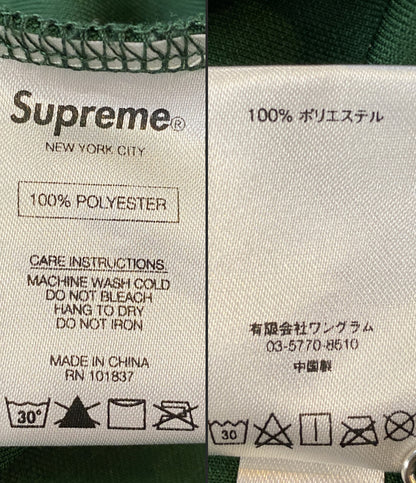 Supreme®
NEW YORK CITY
100% POLYESTER
CARE INSTRUCTIONS
MACHINE WASH COLD
DO NOT BLEACH
HANG TO DRY
DO NOT IRON
MADE IN CHINA
RN 101837
30°
100% ポリエステル
有限会社ワングラム
03-5770-8510
中国製
30